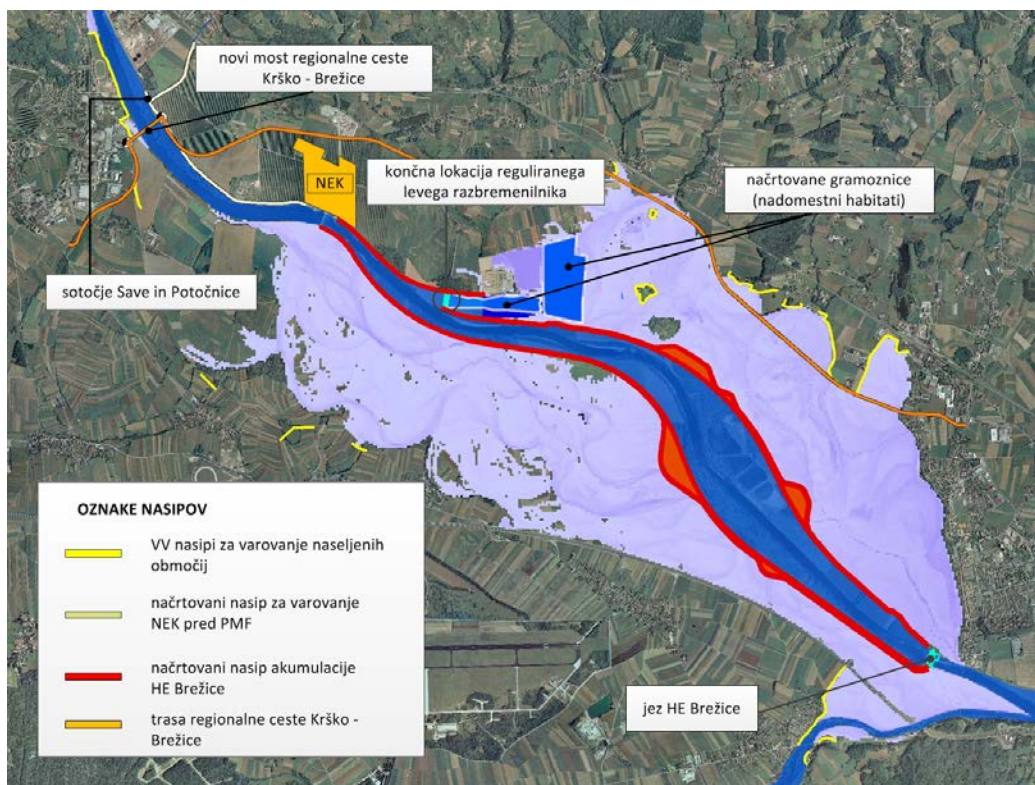 novi most regionalne ceste
Krško - Brežice
NEK
končna lokacija reguliranega
levega razbremenilnika
načrtovane gramoznice
(nadomestni habitati)
sotočje Save in Potočnice
OZNAKE NASIPOV
VV nasipi za varovanje naseljenih
območij
načrtovani nasip za varovanje
NEK pred PMF
načrtovani nasip akumulacije
HE Brežice
trasa regionalne ceste Krško -
Brežice
jez HE Brežice